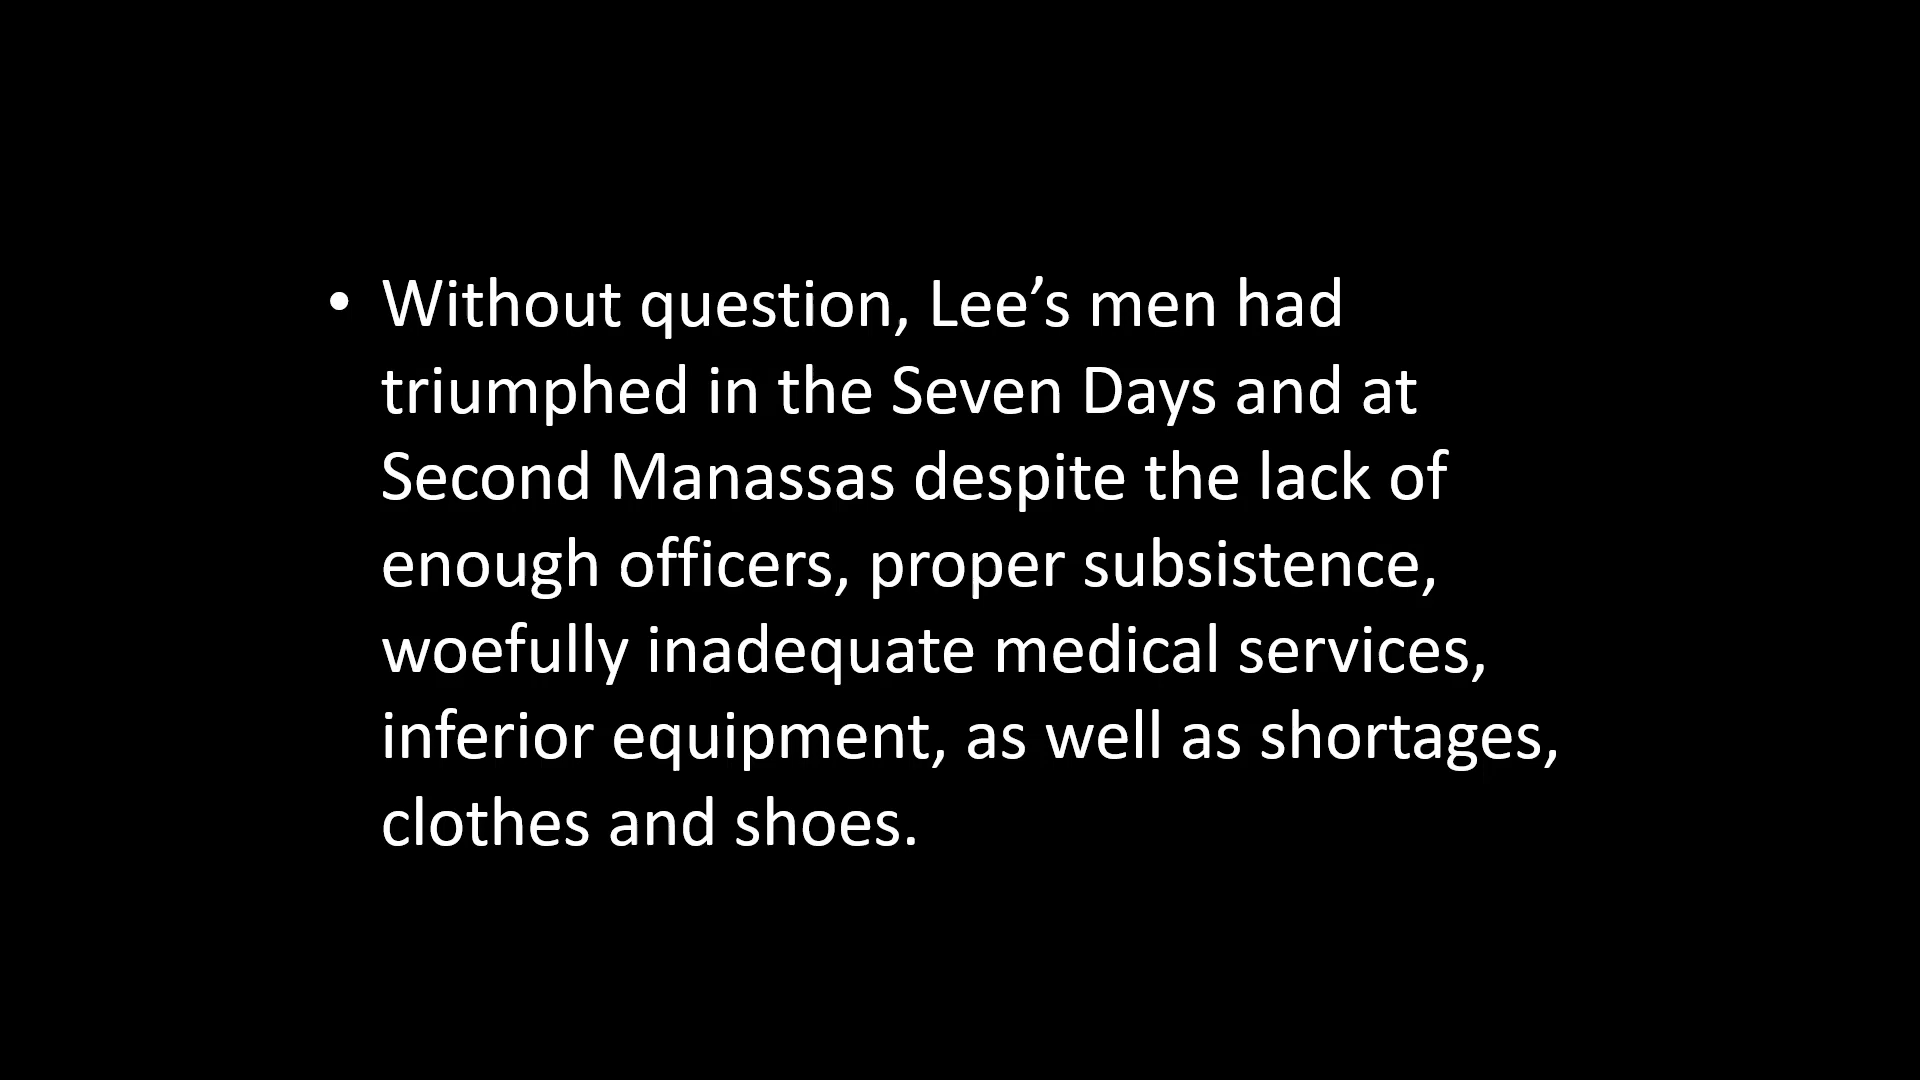 • Without question, Lee’s men had
triumphed in the Seven Days and at
Second Manassas despite the lack of
enough officers, proper subsistence,
woefully inadequate medical services,
inferior equipment, as well as shortages,
clothes and shoes.